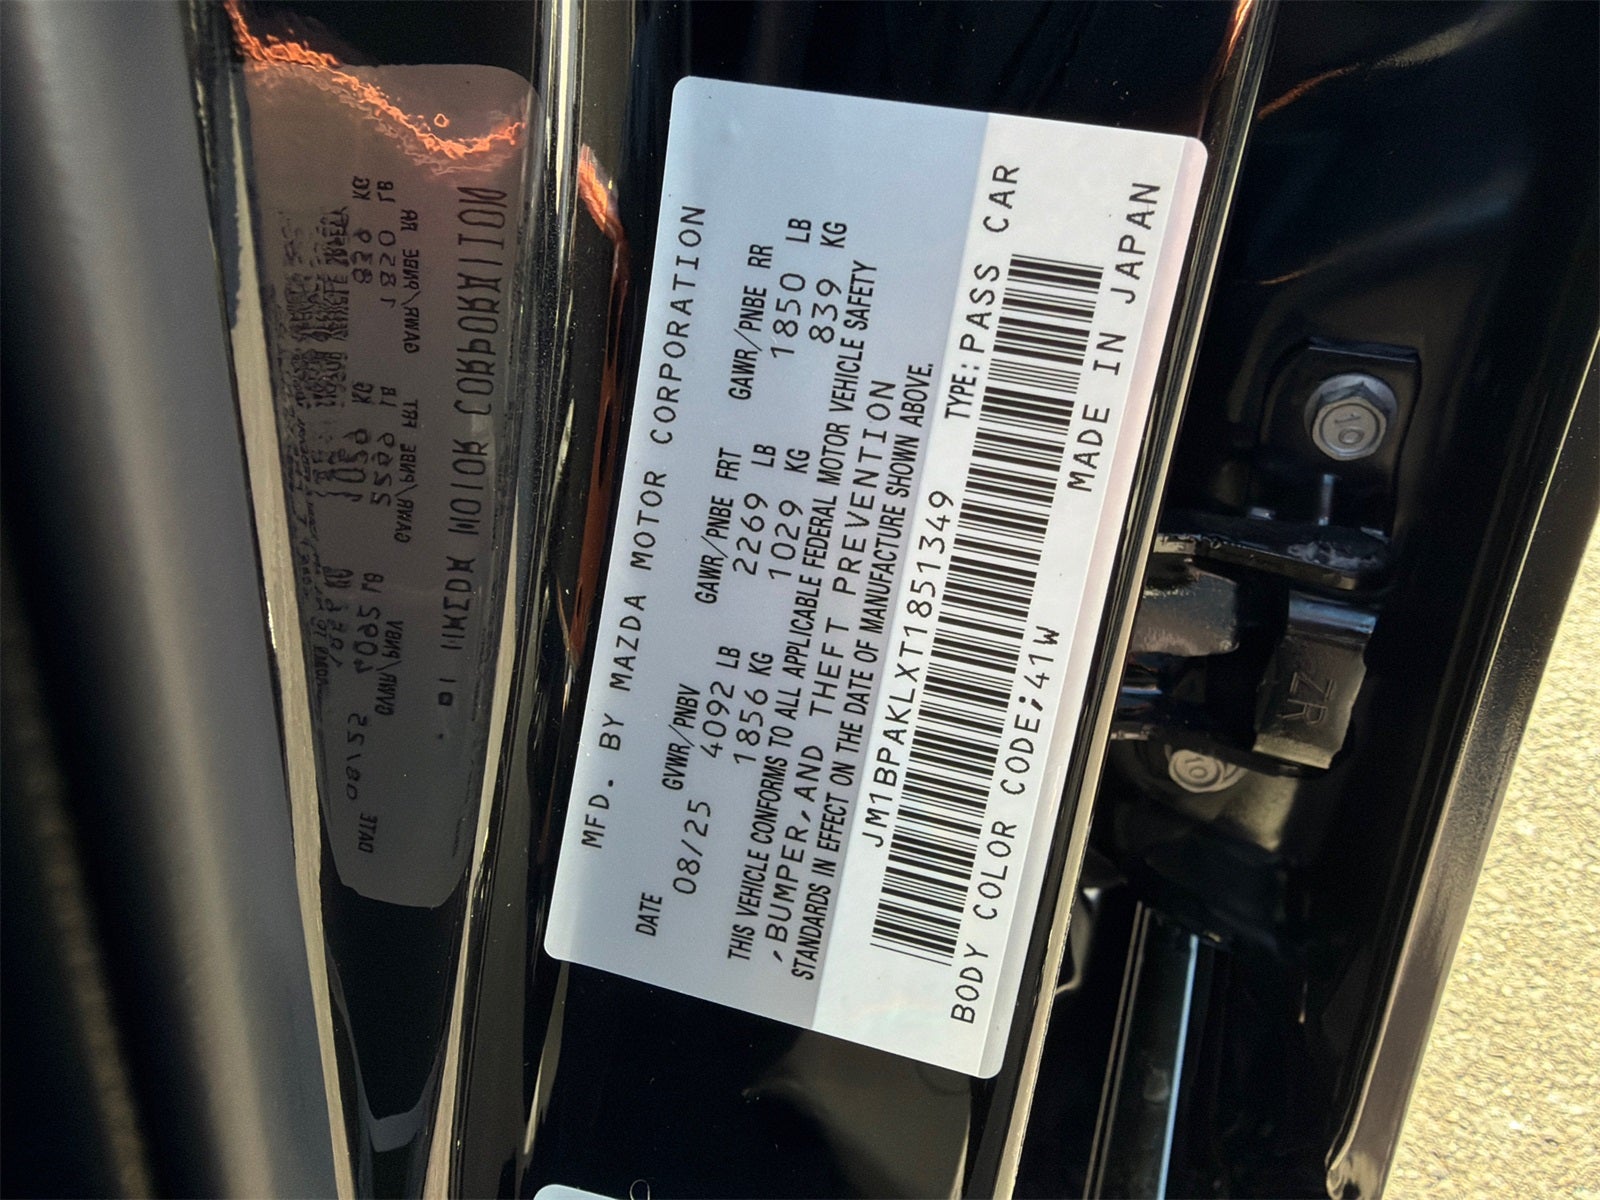 MFD. BY MAZDA MOTOR CORPORATION
DATE GVWR/PNBV GAWR/PNBE FRT GAWR/PNBE RR
08/25 4092 LB 2269 LB 1850 LB
1856 KG 1029 KG 839 KG
THIS VEHICLE CONFORMS TO ALL APPLICABLE FEDERAL MOTOR VEHICLE SAFETY
,BUMPER,AND THEFT PREVENTION
STANDARDS IN EFFECT ON THE DATE OF MANUFACTURE SHOWN ABOVE.
JM1BPAKLXT1851349 TYPE:PASS CAR
BODY COLOR CODE;41W MADE IN JAPAN
10
ZR
10